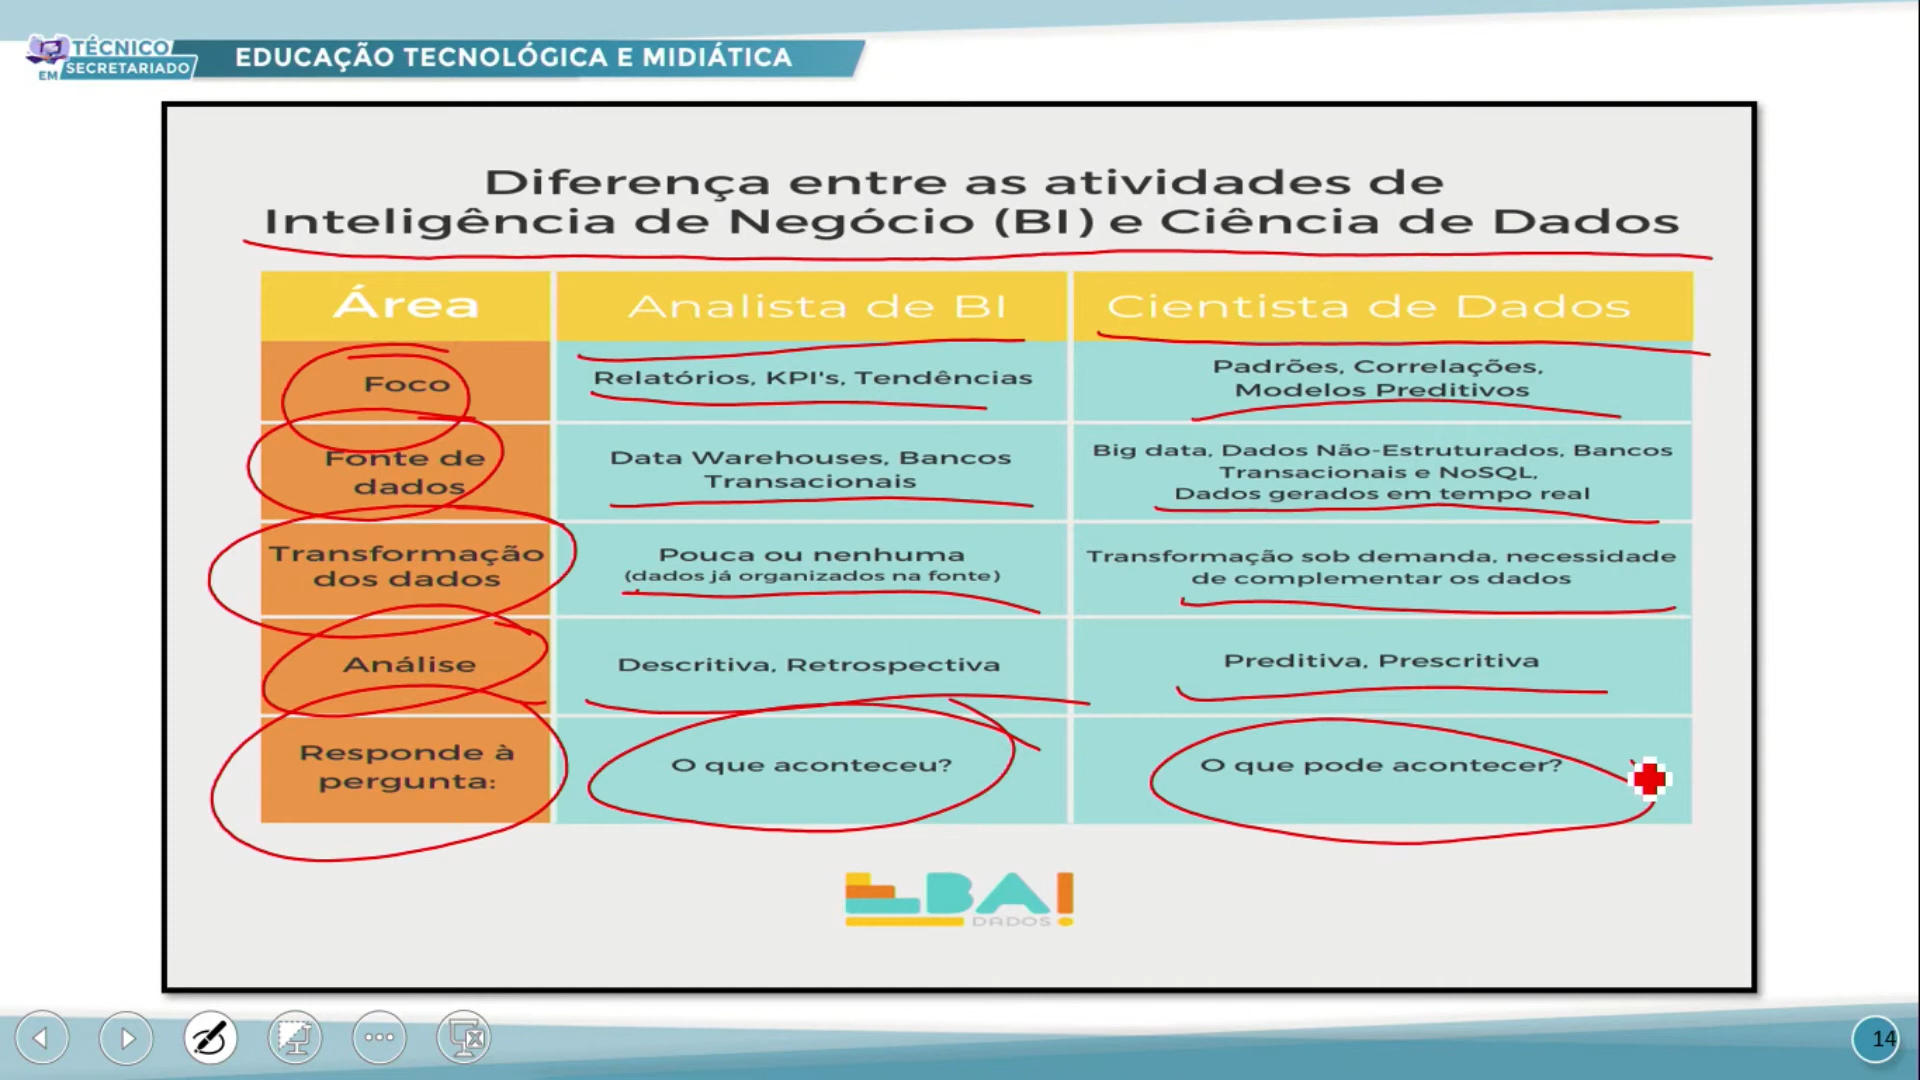 TÉCNICO
EM SECRETARIADO
EDUCAÇÃO TECNOLÓGICA E MIDIÁTICA
Diferença entre as atividades de
Inteligência de Negócio (BI) e Ciência de Dados
Área
Analista de BI
Cientista de Dados
Foco
Relatórios, KPI's, Tendências
Padrões, Correlações,
Modelos Preditivos
Fonte de
dados
Data Warehouses, Bancos
Transacionais
Big data, Dados Não-Estruturados, Bancos
Transacionais e NoSQL,
Dados gerados em tempo real
Transformação
dos dados
Pouca ou nenhuma
(dados já organizados na fonte)
Transformação sob demanda, necessidade
de complementar os dados
Análise
Descritiva, Retrospectiva
Preditiva, Prescritiva
Responde à
pergunta:
O que aconteceu?
O que pode acontecer?
BA!
DADOS
14